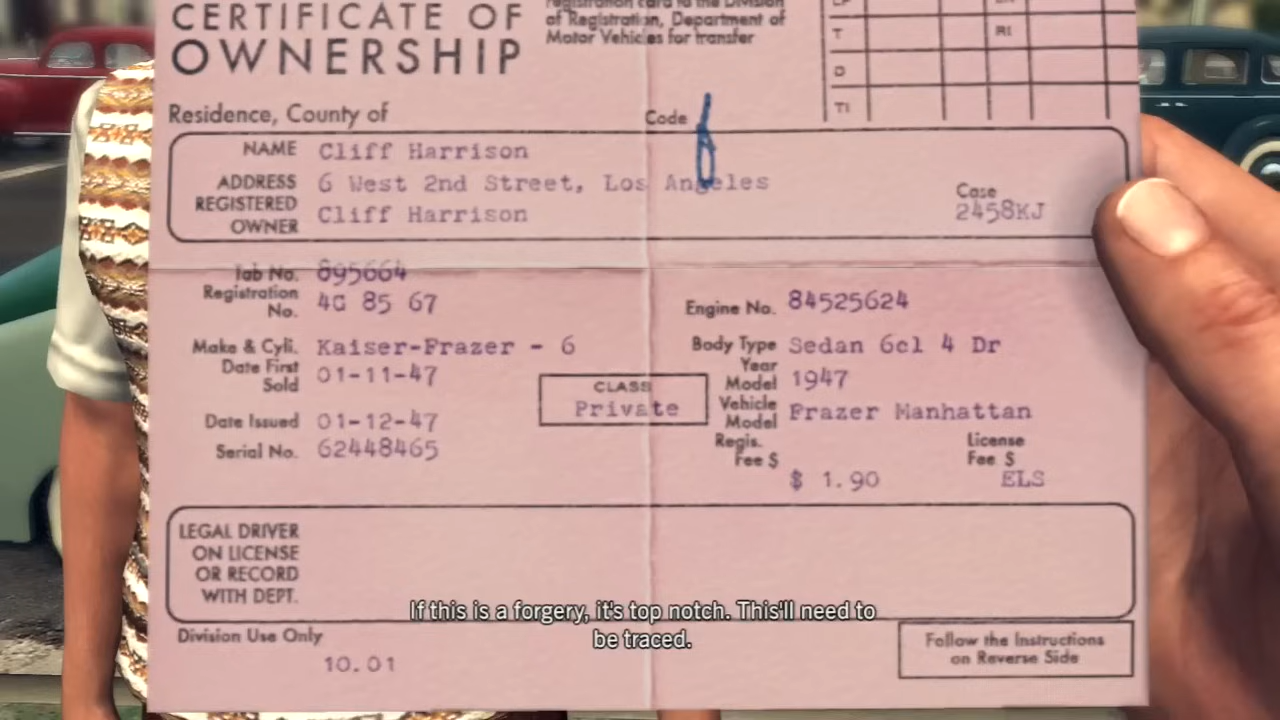 CERTIFICATE OF
OWNERSHIP
registration card to the Division
of Registration, Department of
Motor Vehicles for transfer
T
RI
D
TI
Residence, County of
Code
NAME Cliff Harrison
ADDRESS 6 West 2nd Street, Los Angeles
REGISTERED OWNER Cliff Harrison
Case
2458KJ
Tab No. 895664
Registration No. 4G 85 67
Engine No. 84525624
Make & Cyli. Kaiser-Frazer - 6
Body Type Sedan 6cl 4 Dr
Date First Sold 01-11-47
Year Model 1947
CLASS
Private
Vehicle Model Frazer Manhattan
Date Issued 01-12-47
Serial No. 62448465
Regis. Fee $
$ 1.90
License Fee $
ELS
LEGAL DRIVER
ON LICENSE
OR RECORD
WITH DEPT.
If this is a forgery, it's top notch. This'll need to
be traced.
Division Use Only
10.01
Follow the Instructions
on Reverse Side